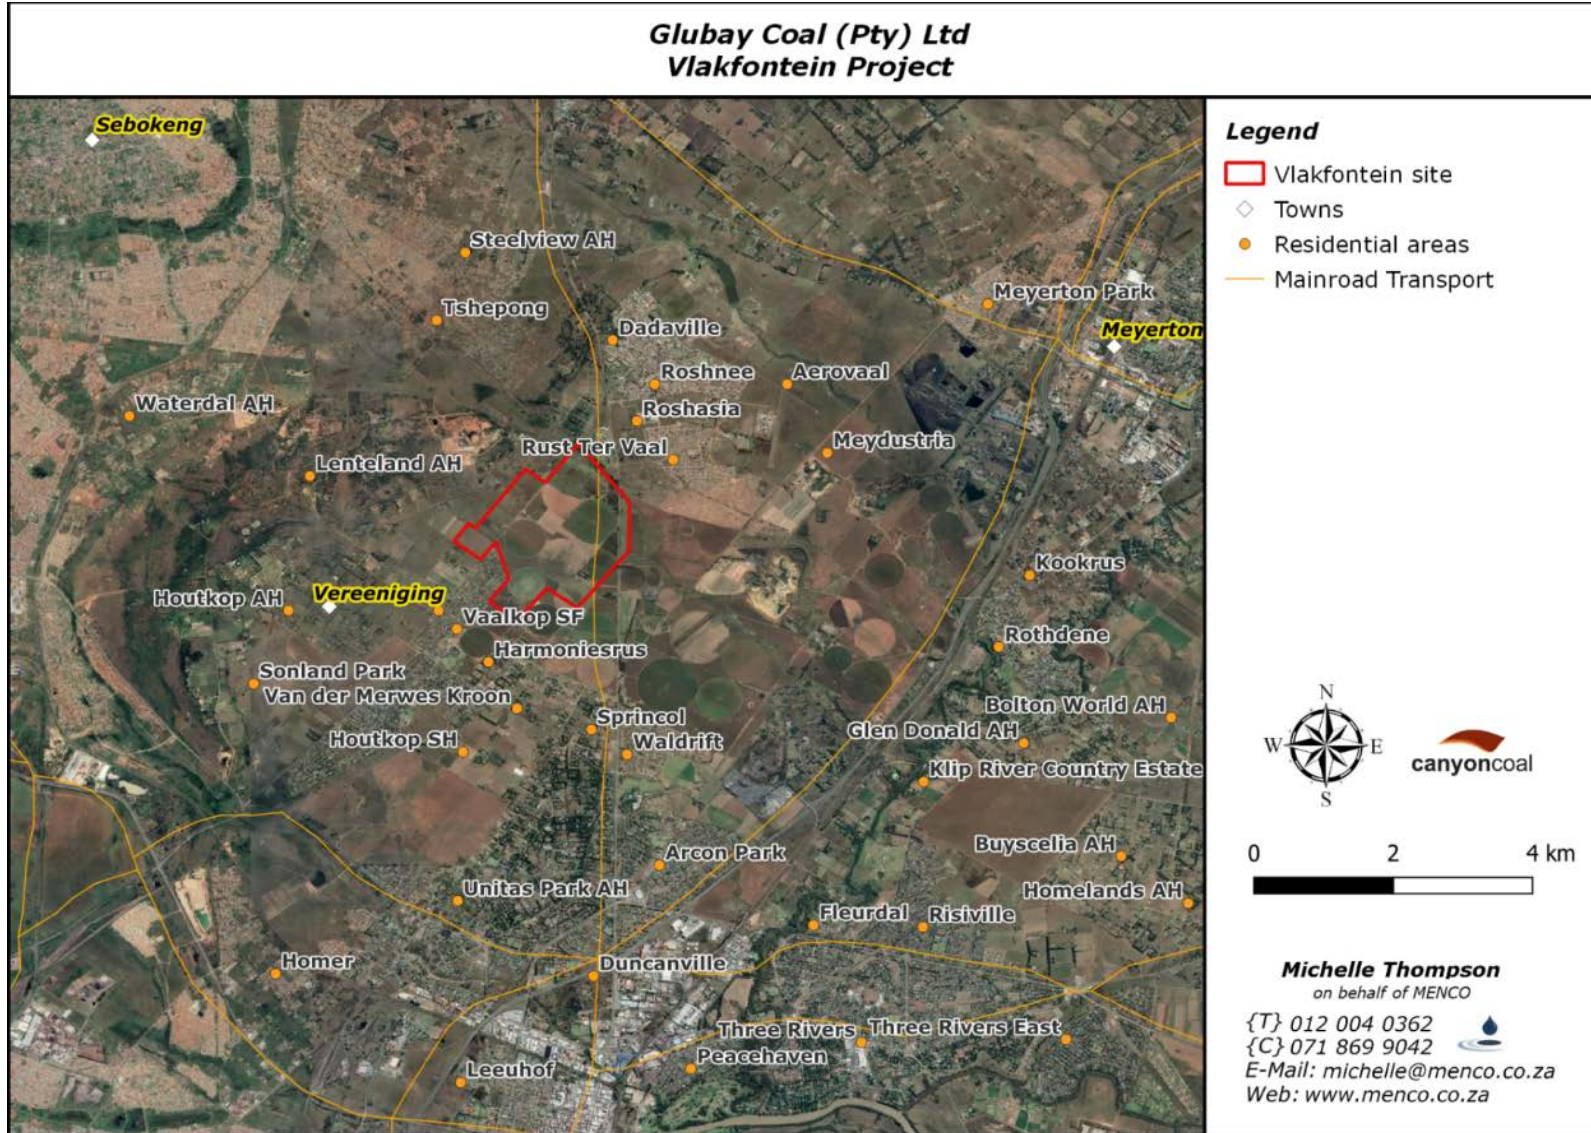 Glubay Coal (Pty) Ltd
Vlakfontein Project
Sebokeng
Steelview AH
Tshepong
Dadaville
Meyerton Park
Meyerton
Roshnee
Aerovaal
Waterdal AH
Roshasia
Rust Ter Vaal
Meydustria
Lenteland AH
Kookrus
Houtkop AH
Vereeniging
Vaalkop SF
Harmoniesrus
Rothdene
Sonland Park
Van der Merwes Kroon
Bolton World AH
Sprincol
Glen Donald AH
Houtkop SH
Waldrift
Klip River Country Estate
Arcon Park
Buyscelia AH
Unitas Park AH
Homelands AH
Fleurdal
Risiville
Homer
Duncanville
Three Rivers
Three Rivers East
Peacehaven
Leeuhof
Legend
Vlakfontein site
Towns
Residential areas
Mainroad Transport
N
W
E
S
canyoncoal
0 2 4 km
Michelle Thompson
on behalf of MENCO
{T} 012 004 0362
{C} 071 869 9042
E-Mail: michelle@menco.co.za
Web: www.menco.co.za